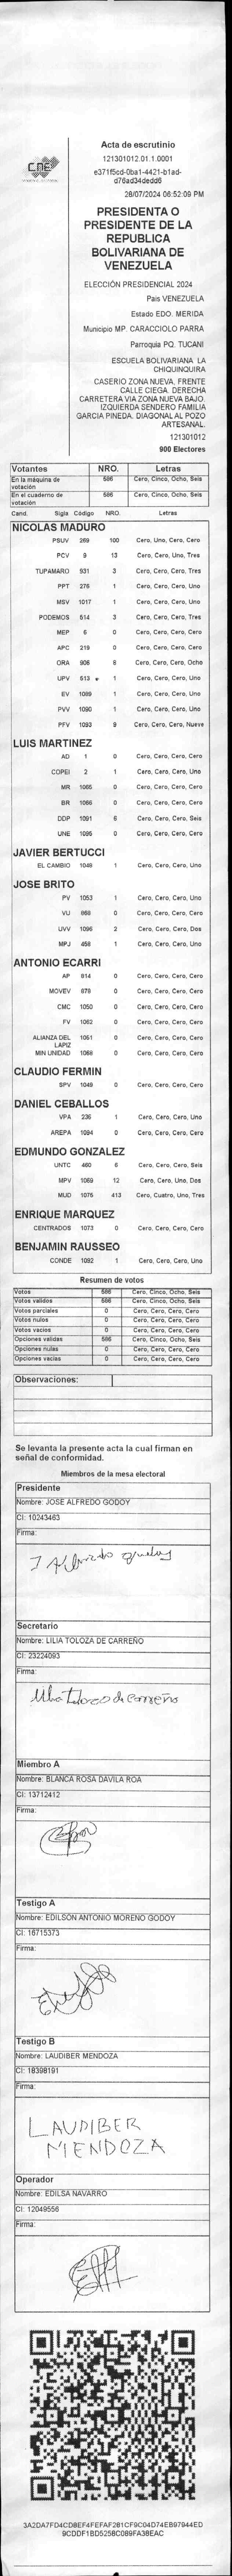 CNE
Acta de escrutinio
121301012.01.1.0001
e371f5cd-0ba1-4421-b1ad-
d76ad34dedd6
28/07/2024 06:52:09 PM
PRESIDENTA O
PRESIDENTE DE LA
REPUBLICA
BOLIVARIANA DE
VENEZUELA
ELECCIÓN PRESIDENCIAL 2024
Pais VENEZUELA
Estado EDO. MERIDA
Municipio MP. CARACCIOLO PARRA
Parroquia PQ. TUCANI
ESCUELA BOLIVARIANA LA
CHIQUINQUIRA
CASERIO ZONA NUEVA. FRENTE
CALLE CIEGA. DERECHA
CARRETERA VIA ZONA NUEVA BAJO.
IZQUIERDA SENDERO FAMILIA
GARCIA PINEDA. DIAGONAL AL POZO
ARTESANAL.
121301012
900 Electores
Votantes NRO. Letras
En la máquina de votación 586 Cero, Cinco, Ocho, Seis
En el cuaderno de votación 586 Cero, Cinco, Ocho, Seis
Cand. Sigla Código NRO. Letras
NICOLAS MADURO
PSUV 269 100 Cero, Uno, Cero, Cero
PCV 9 13 Cero, Cero, Uno, Tres
TUPAMARO 931 3 Cero, Cero, Cero, Tres
PPT 276 1 Cero, Cero, Cero, Uno
MSV 1017 1 Cero, Cero, Cero, Uno
PODEMOS 514 3 Cero, Cero, Cero, Tres
MEP 6 0 Cero, Cero, Cero, Cero
APC 219 0 Cero, Cero, Cero, Cero
ORA 906 8 Cero, Cero, Cero, Ocho
UPV 613 1 Cero, Cero, Cero, Uno
EV 1089 1 Cero, Cero, Cero, Uno
PVV 1090 1 Cero, Cero, Cero, Uno
PFV 1093 9 Cero, Cero, Cero, Nueve
LUIS MARTINEZ
AD 1 0 Cero, Cero, Cero, Cero
COPEI 2 1 Cero, Cero, Cero, Uno
MR 1065 0 Cero, Cero, Cero, Cero
BR 1066 0 Cero, Cero, Cero, Cero
DDP 1091 6 Cero, Cero, Cero, Seis
UNE 1095 0 Cero, Cero, Cero, Cero
JAVIER BERTUCCI
EL CAMBIO 1048 1 Cero, Cero, Cero, Uno
JOSE BRITO
PV 1053 1 Cero, Cero, Cero, Uno
VU 868 0 Cero, Cero, Cero, Cero
UVV 1096 2 Cero, Cero, Cero, Dos
MPJ 458 1 Cero, Cero, Cero, Uno
ANTONIO ECARRI
AP 814 0 Cero, Cero, Cero, Cero
MOVEV 879 0 Cero, Cero, Cero, Cero
CMC 1050 0 Cero, Cero, Cero, Cero
FV 1062 0 Cero, Cero, Cero, Cero
ALIANZA DEL LAPIZ 1051 0 Cero, Cero, Cero, Cero
MIN UNIDAD 1068 0 Cero, Cero, Cero, Cero
CLAUDIO FERMIN
SPV 1049 0 Cero, Cero, Cero, Cero
DANIEL CEBALLOS
VPA 236 1 Cero, Cero, Cero, Uno
AREPA 1094 0 Cero, Cero, Cero, Cero
EDMUNDO GONZALEZ
UNTC 460 6 Cero, Cero, Cero, Seis
MPV 1069 12 Cero, Cero, Uno, Dos
MUD 1076 413 Cero, Cuatro, Uno, Tres
ENRIQUE MARQUEZ
CENTRADOS 1073 0 Cero, Cero, Cero, Cero
BENJAMIN RAUSSEO
CONDE 1092 1 Cero, Cero, Cero, Uno
Resumen de votos
Votos 586 Cero, Cinco, Ocho, Seis
Votos validos 586 Cero, Cinco, Ocho, Seis
Votos parciales 0 Cero, Cero, Cero, Cero
Votos nulos 0 Cero, Cero, Cero, Cero
Votos vacios 0 Cero, Cero, Cero, Cero
Opciones validas 586 Cero, Cinco, Ocho, Seis
Opciones nulas 0 Cero, Cero, Cero, Cero
Opciones vacias 0 Cero, Cero, Cero, Cero
Observaciones:
Se levanta la presente acta la cual firman en
señal de conformidad.
Miembros de la mesa electoral
Presidente
Nombre: JOSE ALFREDO GODOY
CI: 10243463
Firma:
Secretario
Nombre: LILIA TOLOZA DE CARREÑO
CI: 23224093
Firma:
Toloza de Carreño
Miembro A
Nombre: BLANCA ROSA DAVILA ROA
CI: 13712412
Firma:
Testigo A
Nombre: EDILSON ANTONIO MORENO GODOY
CI: 16715373
Firma:
Testigo B
Nombre: LAUDIBER MENDOZA
CI: 18398191
Firma:
LAUDIBER
MENDOZA
Operador
Nombre: EDILSA NAVARRO
CI: 12049556
Firma:
3A2DA7FD4CD8EF4FEFAF281CF9C04D74EB97944ED
9CDDF1BD5258C089FA38EAC